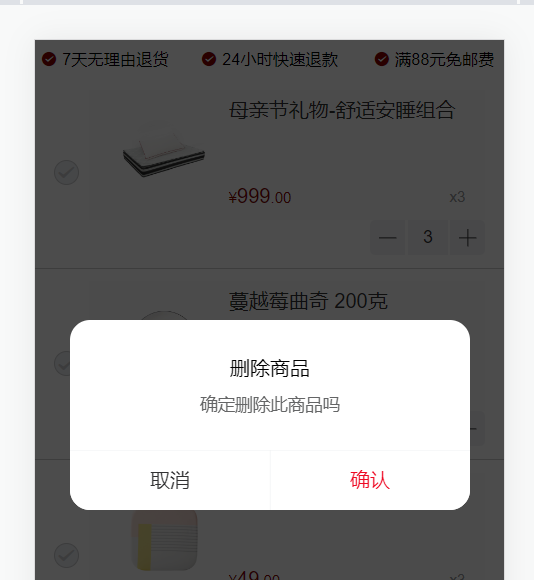 7天无理由退货 24小时快速退款 满88元免邮费
母亲节礼物-舒适安睡组合
¥999.00 x3
3
蔓越莓曲奇 200克
删除商品
确定删除此商品吗
取消 确认
¥49.00 x3